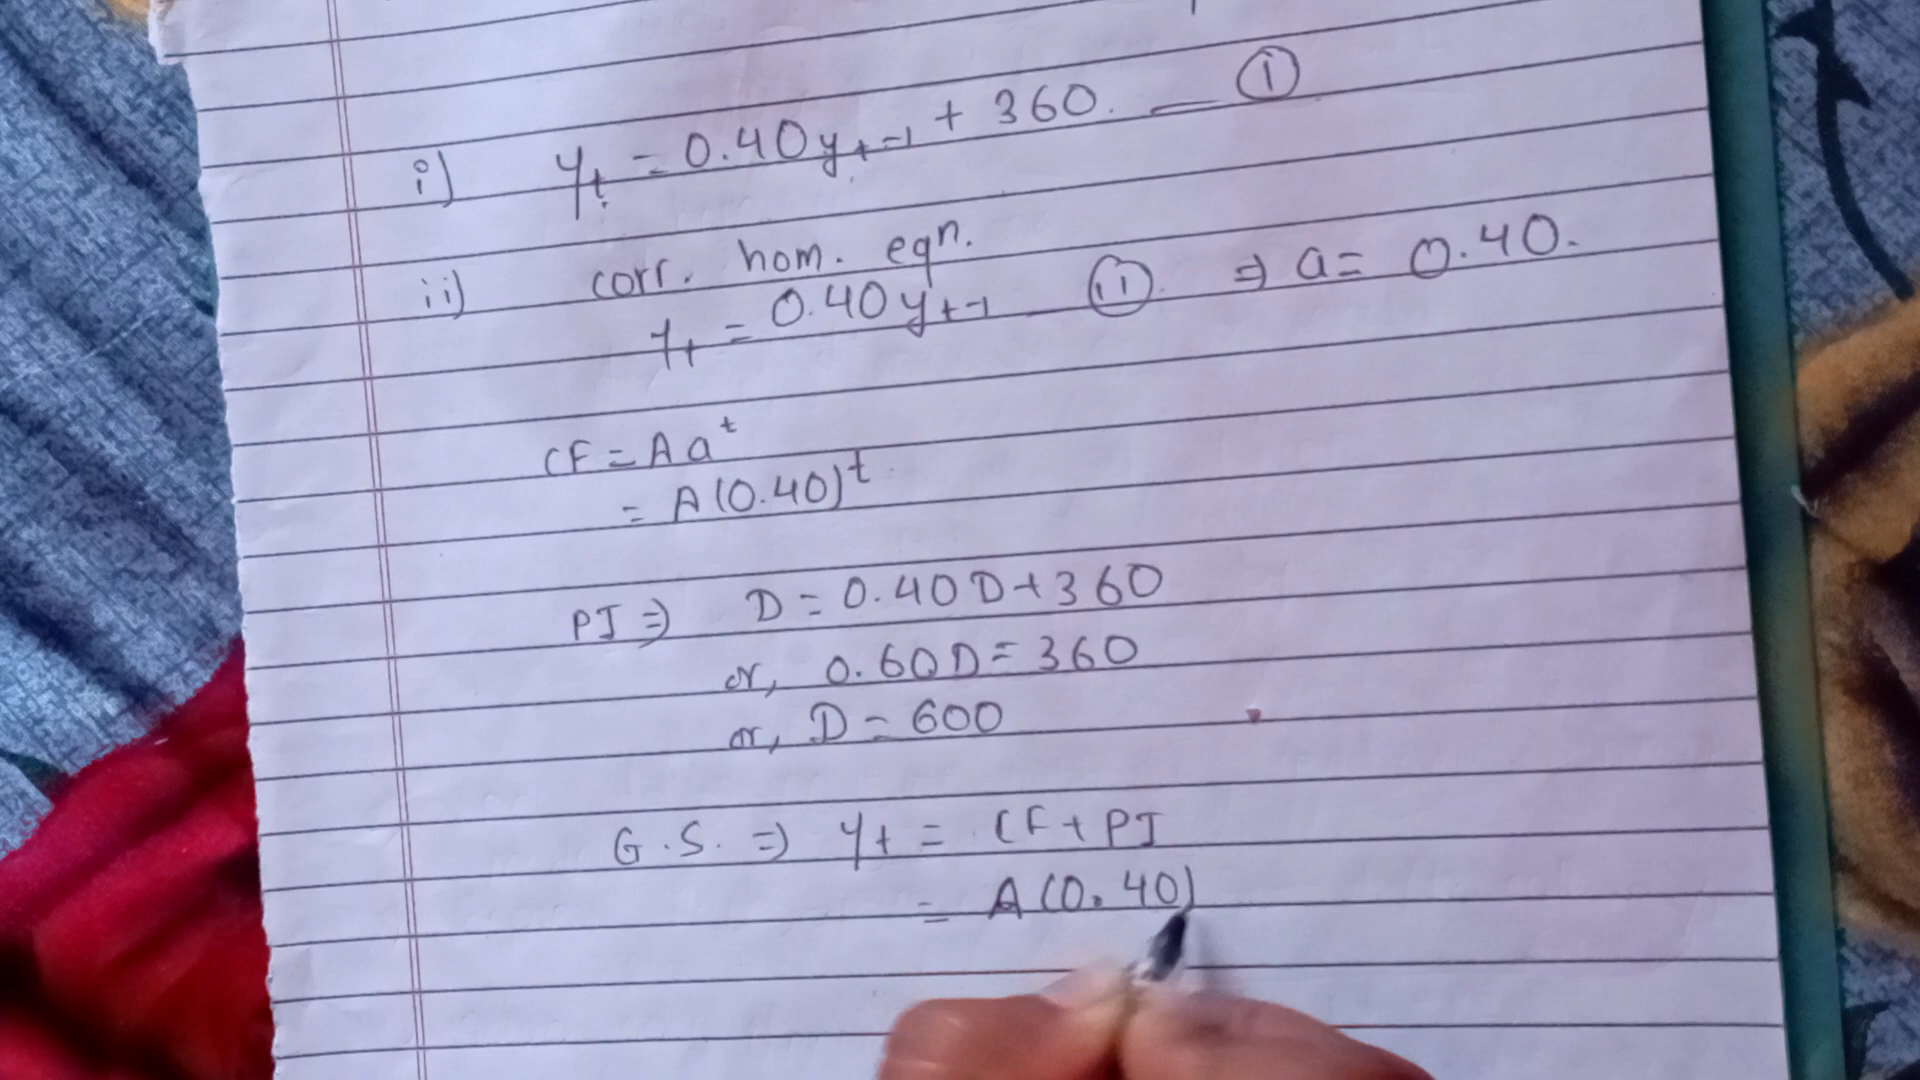 i) yt = 0.40yt-1 + 360. — (i)
ii) corr. hom. eqn.
yt = 0.40yt-1 — (ii) ⇒ a = 0.40.
CF = Aa^t
= A(0.40)^t
PI ⇒ D = 0.40D + 360
or, 0.60D = 360
or, D = 600
G.S. ⇒ yt = CF + PI
= A(0.40)